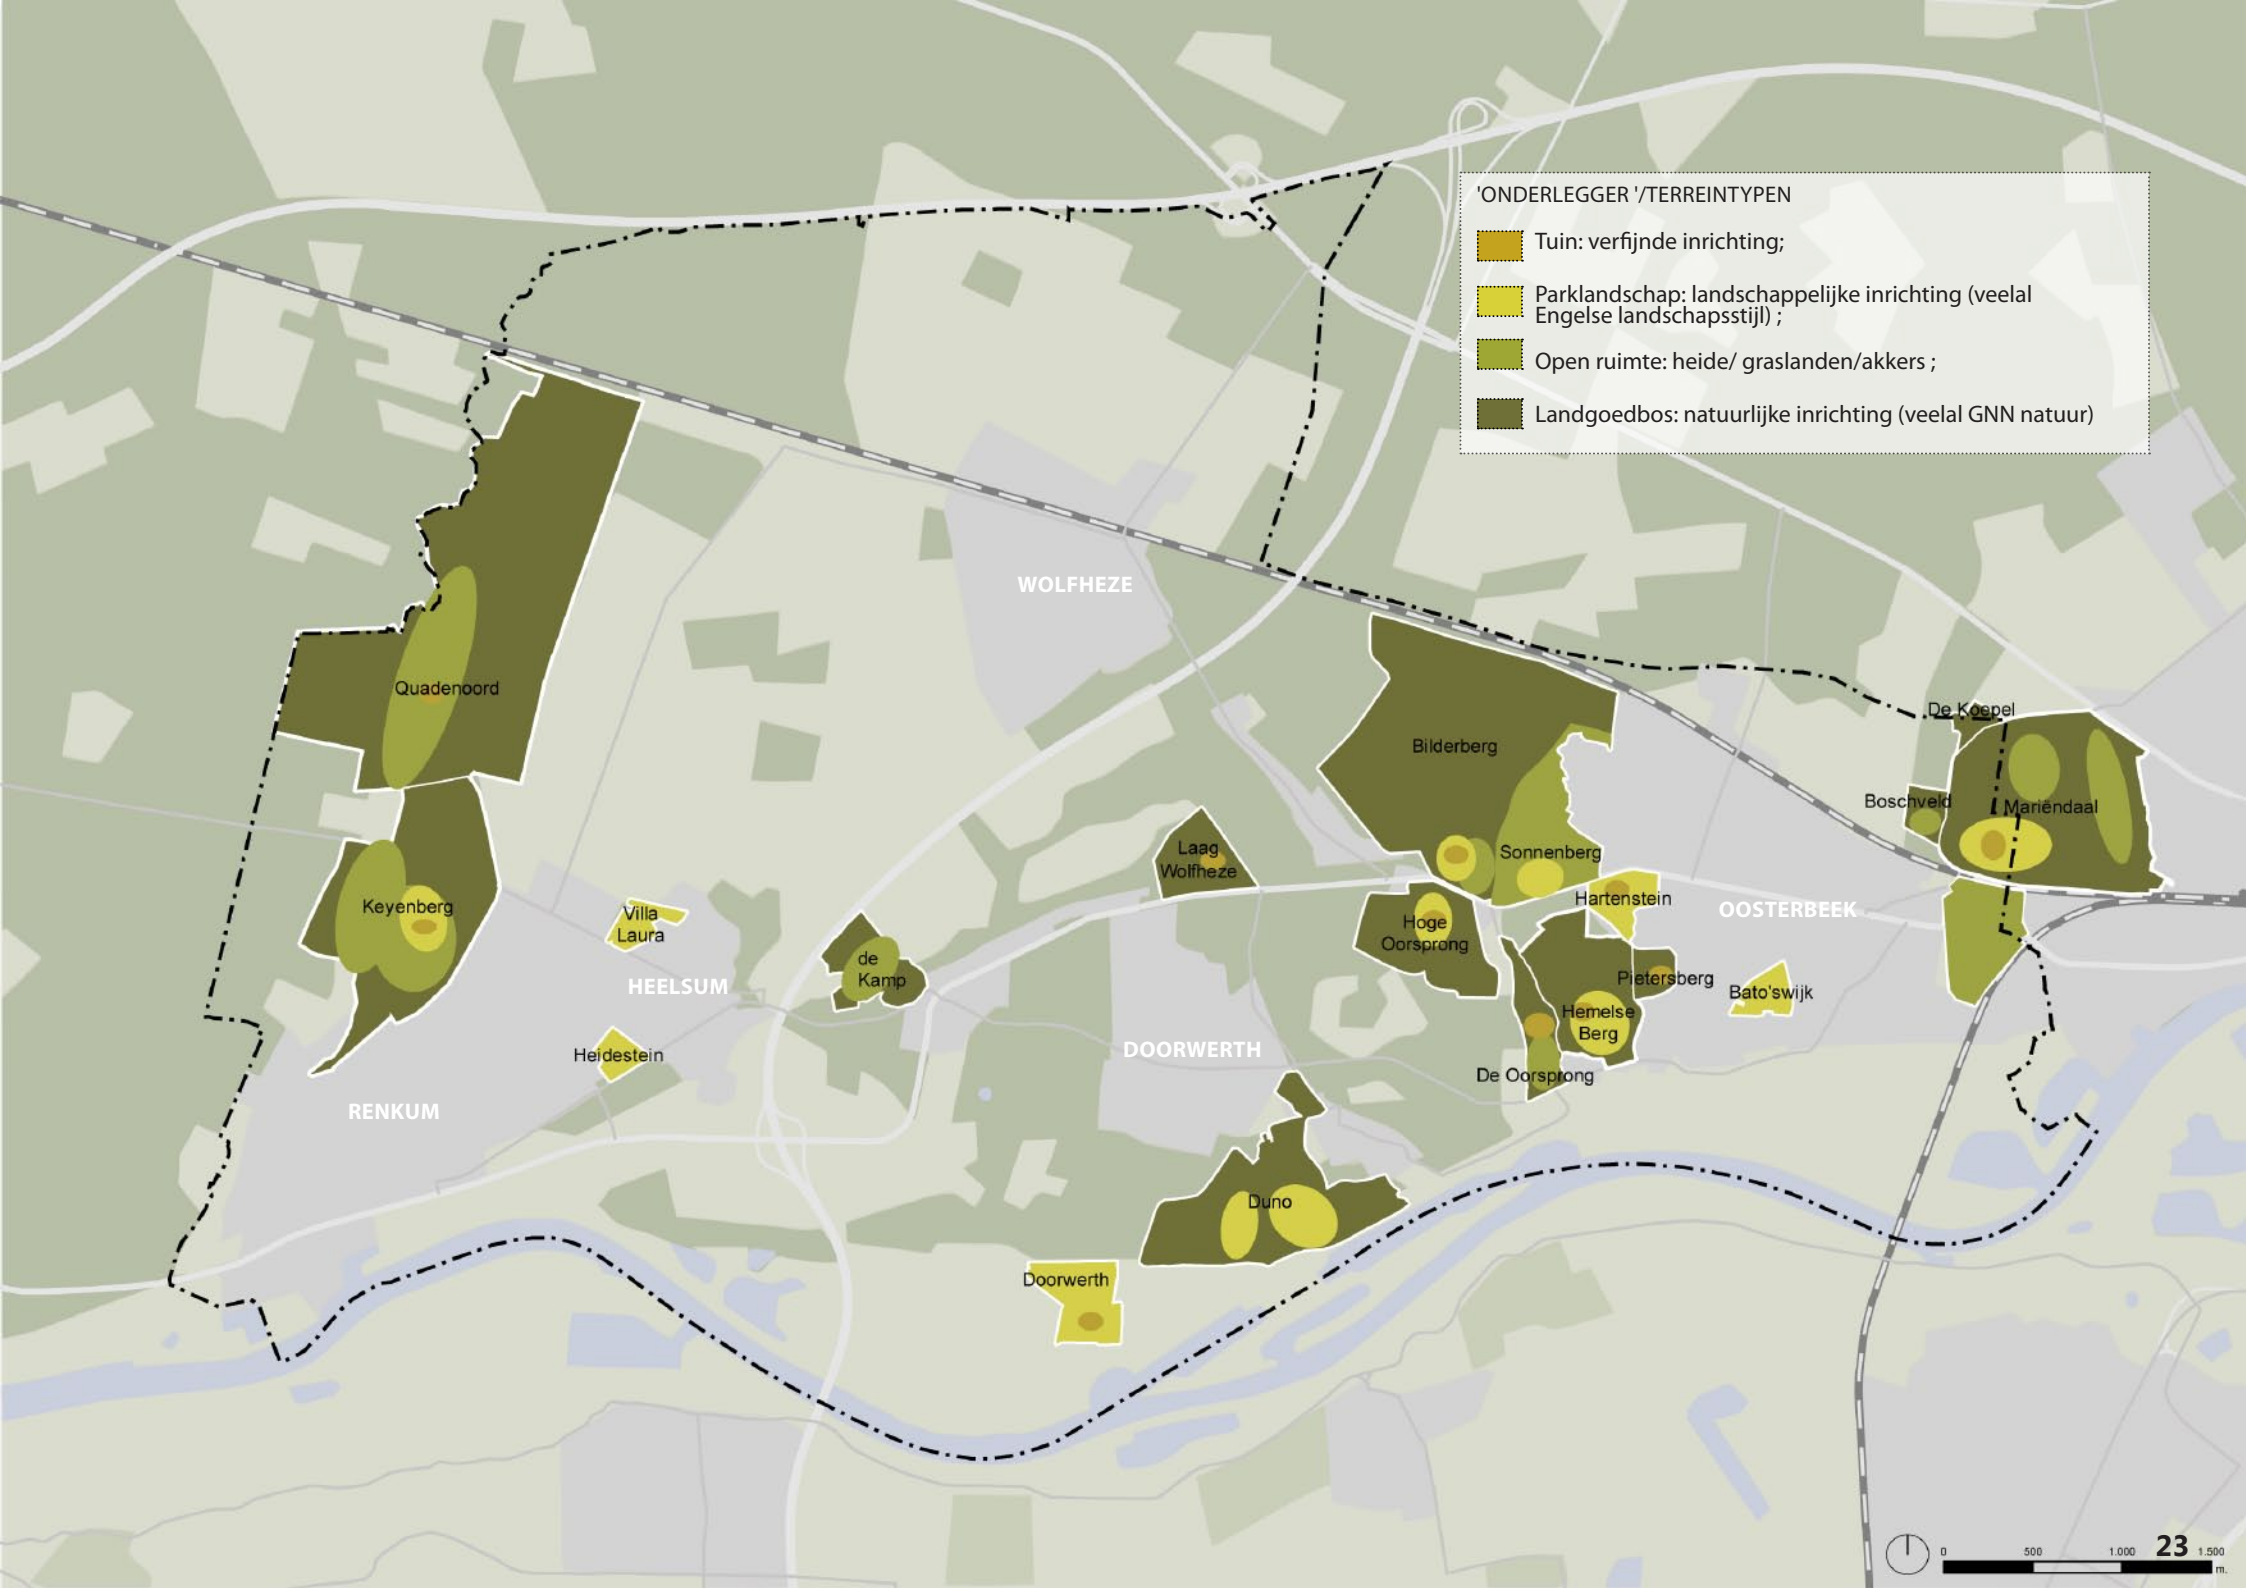 'ONDERLEGGER '/TERREINTYPEN
Tuin: verfijnde inrichting;
Parklandschap: landschappelijke inrichting (veelal
Engelse landschapsstijl) ;
Open ruimte: heide/ graslanden/akkers ;
Landgoedbos: natuurlijke inrichting (veelal GNN natuur)
WOLFHEZE
Quadenoord
De Koepel
Bilderberg
Boschveld
Mariëndaal
Laag
Wolfheze
Sonnenberg
Hartenstein
OOSTERBEEK
Keyenberg
Villa
Laura
Hoge
Oorsprong
de
Kamp
HEELSUM
Pietersberg
Bato'swijk
Hemelse
Berg
DOORWERTH
Heidestein
De Oorsprong
RENKUM
Duno
Doorwerth
0
500
1.000
1.500
m.
23